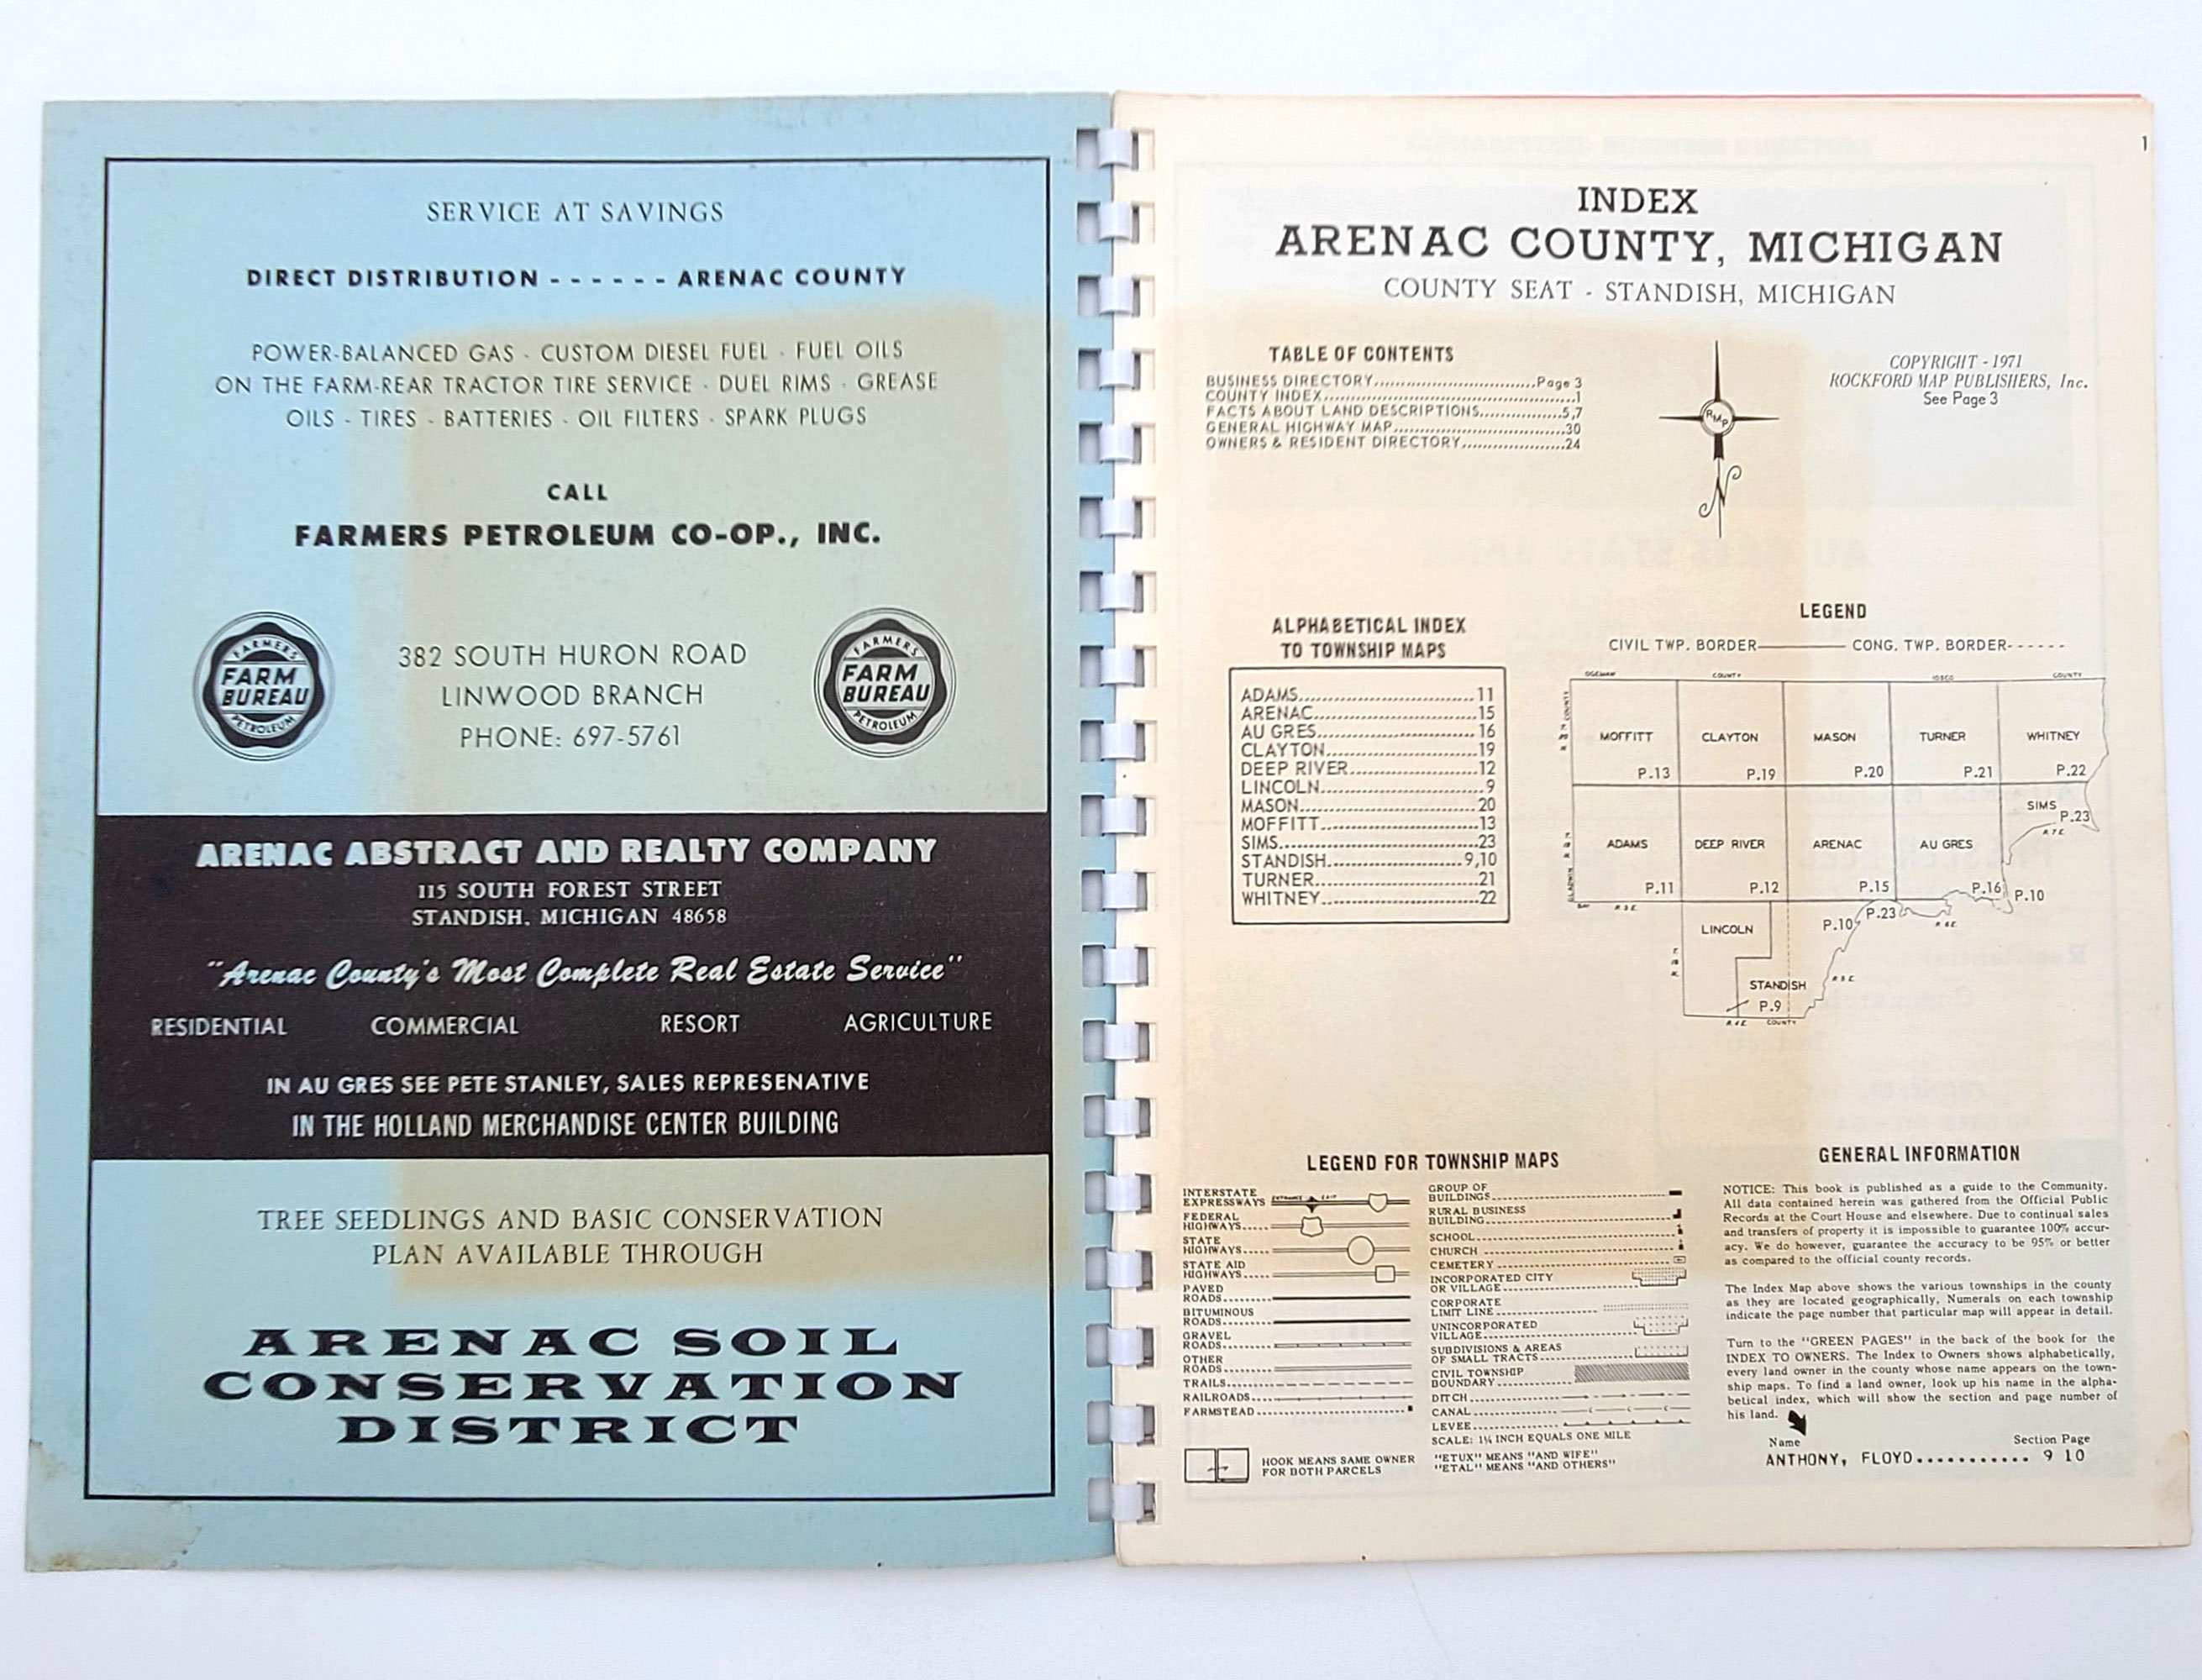 SERVICE AT SAVINGS
DIRECT DISTRIBUTION - - - - - - ARENAC COUNTY
POWER-BALANCED GAS - CUSTOM DIESEL FUEL - FUEL OILS
ON THE FARM-REAR TRACTOR TIRE SERVICE - DUEL RIMS - GREASE
OILS - TIRES - BATTERIES - OIL FILTERS - SPARK PLUGS
CALL
FARMERS PETROLEUM CO-OP., INC.
FARMERS
FARM
BUREAU
PETROLEUM
382 SOUTH HURON ROAD
LINWOOD BRANCH
PHONE: 697-5761
FARMERS
FARM
BUREAU
PETROLEUM
ARENAC ABSTRACT AND REALTY COMPANY
115 SOUTH FOREST STREET
STANDISH, MICHIGAN 48658
"Arenac County's Most Complete Real Estate Service"
RESIDENTIAL COMMERCIAL RESORT AGRICULTURE
IN AU GRES SEE PETE STANLEY, SALES REPRESENATIVE
IN THE HOLLAND MERCHANDISE CENTER BUILDING
TREE SEEDLINGS AND BASIC CONSERVATION
PLAN AVAILABLE THROUGH
ARENAC SOIL
CONSERVATION
DISTRICT
1
INDEX
ARENAC COUNTY, MICHIGAN
COUNTY SEAT - STANDISH, MICHIGAN
TABLE OF CONTENTS
BUSINESS DIRECTORY..............................Page 3
COUNTY INDEX..............................1
FACTS ABOUT LAND DESCRIPTIONS...............5,7
GENERAL HIGHWAY MAP..............................30
OWNERS & RESIDENT DIRECTORY...................24
RMP
N
COPYRIGHT - 1971
ROCKFORD MAP PUBLISHERS, Inc.
See Page 3
ALPHABETICAL INDEX
TO TOWNSHIP MAPS
ADAMS..............................11
ARENAC..............................15
AU GRES..............................16
CLAYTON..............................19
DEEP RIVER..............................12
LINCOLN..............................9
MASON..............................20
MOFFITT..............................13
SIMS..............................23
STANDISH..............................9,10
TURNER..............................21
WHITNEY..............................22
LEGEND
CIVIL TWP. BORDER———— CONG. TWP. BORDER- - - - - -
OGEMAW COUNTY IOSCO COUNTY
MOFFITT CLAYTON MASON TURNER WHITNEY
P.13 P.19 P.20 P.21 P.22
SIMS
P.23
R.7E.
ADAMS DEEP RIVER ARENAC AU GRES
P.11 P.12 P.15 P.16 P.10
BAY R.3E.
P.23
P.10
R.6E.
LINCOLN
R.5E.
STANDISH
P.9
R.4E. COUNTY
LEGEND FOR TOWNSHIP MAPS
INTERSTATE
EXPRESSWAYS
ENTRANCE EXIT
FEDERAL
HIGHWAYS
STATE
HIGHWAYS
STATE AID
HIGHWAYS
PAVED
ROADS
BITUMINOUS
ROADS
GRAVEL
ROADS
OTHER
ROADS
TRAILS
RAILROADS
FARMSTEAD
GROUP OF
BUILDINGS
RURAL BUSINESS
BUILDING
SCHOOL
CHURCH
CEMETERY
INCORPORATED CITY
OR VILLAGE
CORPORATE
LIMIT LINE
UNINCORPORATED
VILLAGE
SUBDIVISIONS & AREAS
OF SMALL TRACTS
CIVIL TOWNSHIP
BOUNDARY
DITCH
CANAL
LEVEE
SCALE: 1¼ INCH EQUALS ONE MILE
HOOK MEANS SAME OWNER
FOR BOTH PARCELS
"ETUX" MEANS "AND WIFE"
"ETAL" MEANS "AND OTHERS"
GENERAL INFORMATION
NOTICE: This book is published as a guide to the Community.
All data contained herein was gathered from the Official Public
Records at the Court House and elsewhere. Due to continual sales
and transfers of property it is impossible to guarantee 100% accur-
acy. We do however, guarantee the accuracy to be 95% or better
as compared to the official county records.
The Index Map above shows the various townships in the county
as they are located geographically, Numerals on each township
indicate the page number that particular map will appear in detail.
Turn to the "GREEN PAGES" in the back of the book for the
INDEX TO OWNERS. The Index to Owners shows alphabetically,
every land owner in the county whose name appears on the town-
ship maps. To find a land owner, look up his name in the alpha-
betical index, which will show the section and page number of
his land.
Name Section Page
ANTHONY, FLOYD........... 9 10